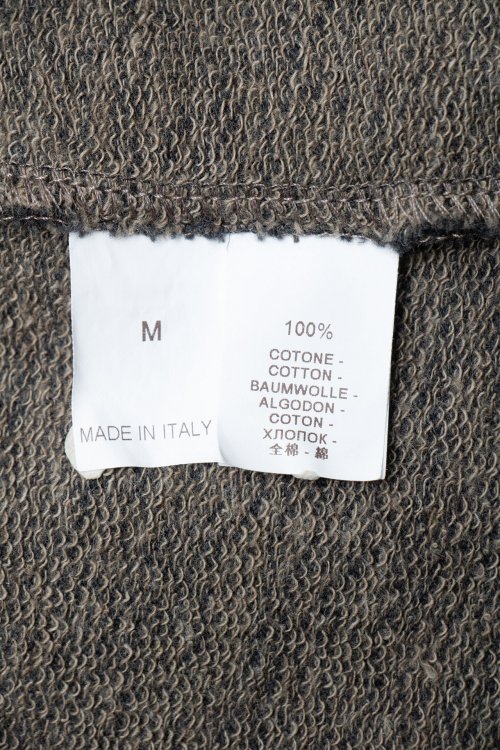 M
MADE IN ITALY
100%
COTONE -
COTTON -
BAUMWOLLE -
ALGODON -
COTON -
ХЛОПОК -
全棉 - 綿